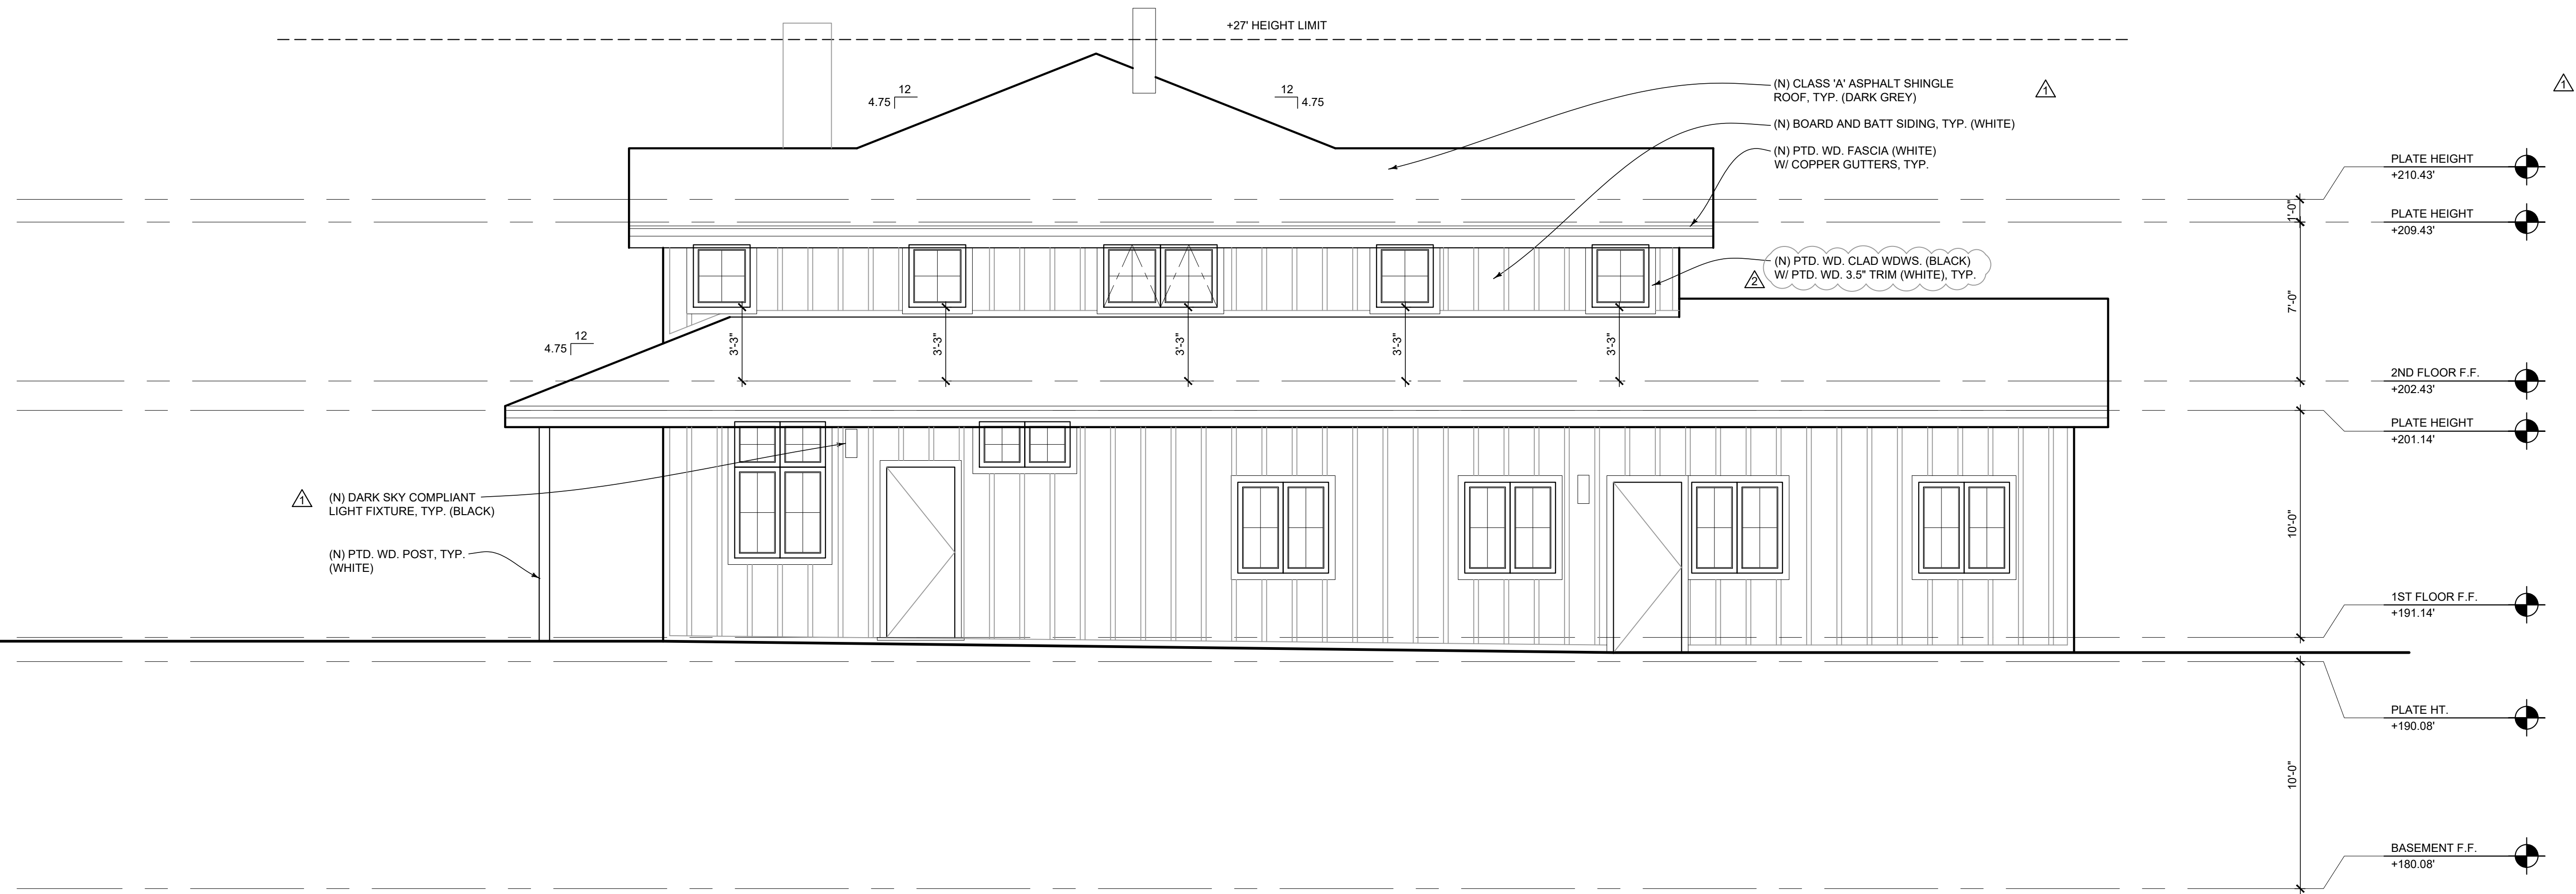 +27' HEIGHT LIMIT
12
4.75
12
4.75
(N) CLASS 'A' ASPHALT SHINGLE
ROOF, TYP. (DARK GREY)
1
1
(N) BOARD AND BATT SIDING, TYP. (WHITE)
(N) PTD. WD. FASCIA (WHITE)
W/ COPPER GUTTERS, TYP.
PLATE HEIGHT
+210.43'
1'-0"
PLATE HEIGHT
+209.43'
(N) PTD. WD. CLAD WDWS. (BLACK)
W/ PTD. WD. 3.5" TRIM (WHITE), TYP.
2
7'-0"
12
4.75
3'-3"
3'-3"
3'-3"
3'-3"
3'-3"
2ND FLOOR F.F.
+202.43'
PLATE HEIGHT
+201.14'
1
(N) DARK SKY COMPLIANT
LIGHT FIXTURE, TYP. (BLACK)
10'-0"
(N) PTD. WD. POST, TYP.
(WHITE)
1ST FLOOR F.F.
+191.14'
PLATE HT.
+190.08'
10'-0"
BASEMENT F.F.
+180.08'